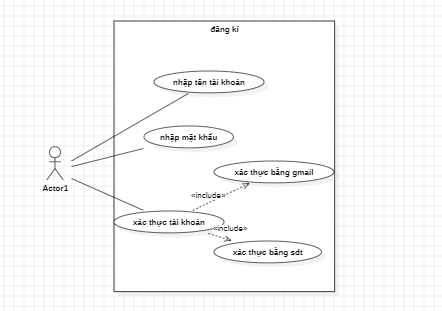 đăng kí
nhập tên tài khoản
nhập mật khẩu
xác thực bằng gmail
Actor1
«include»
xác thực tài khoản
«include»
xác thực bằng sdt